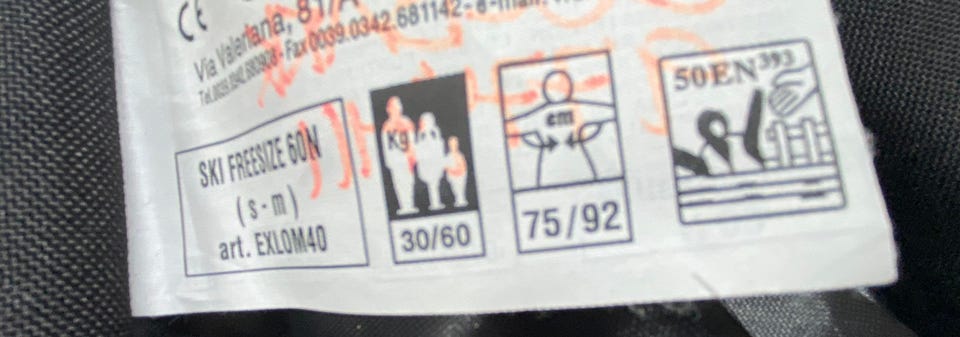 CE
Via Valeriana, 81/A
Fax 0039.0342.681142 - e-mail:
SKI FREESIZE 60N
(s-m)
art. EXLOM40
Kg
30/60
cm
75/92
50EN393